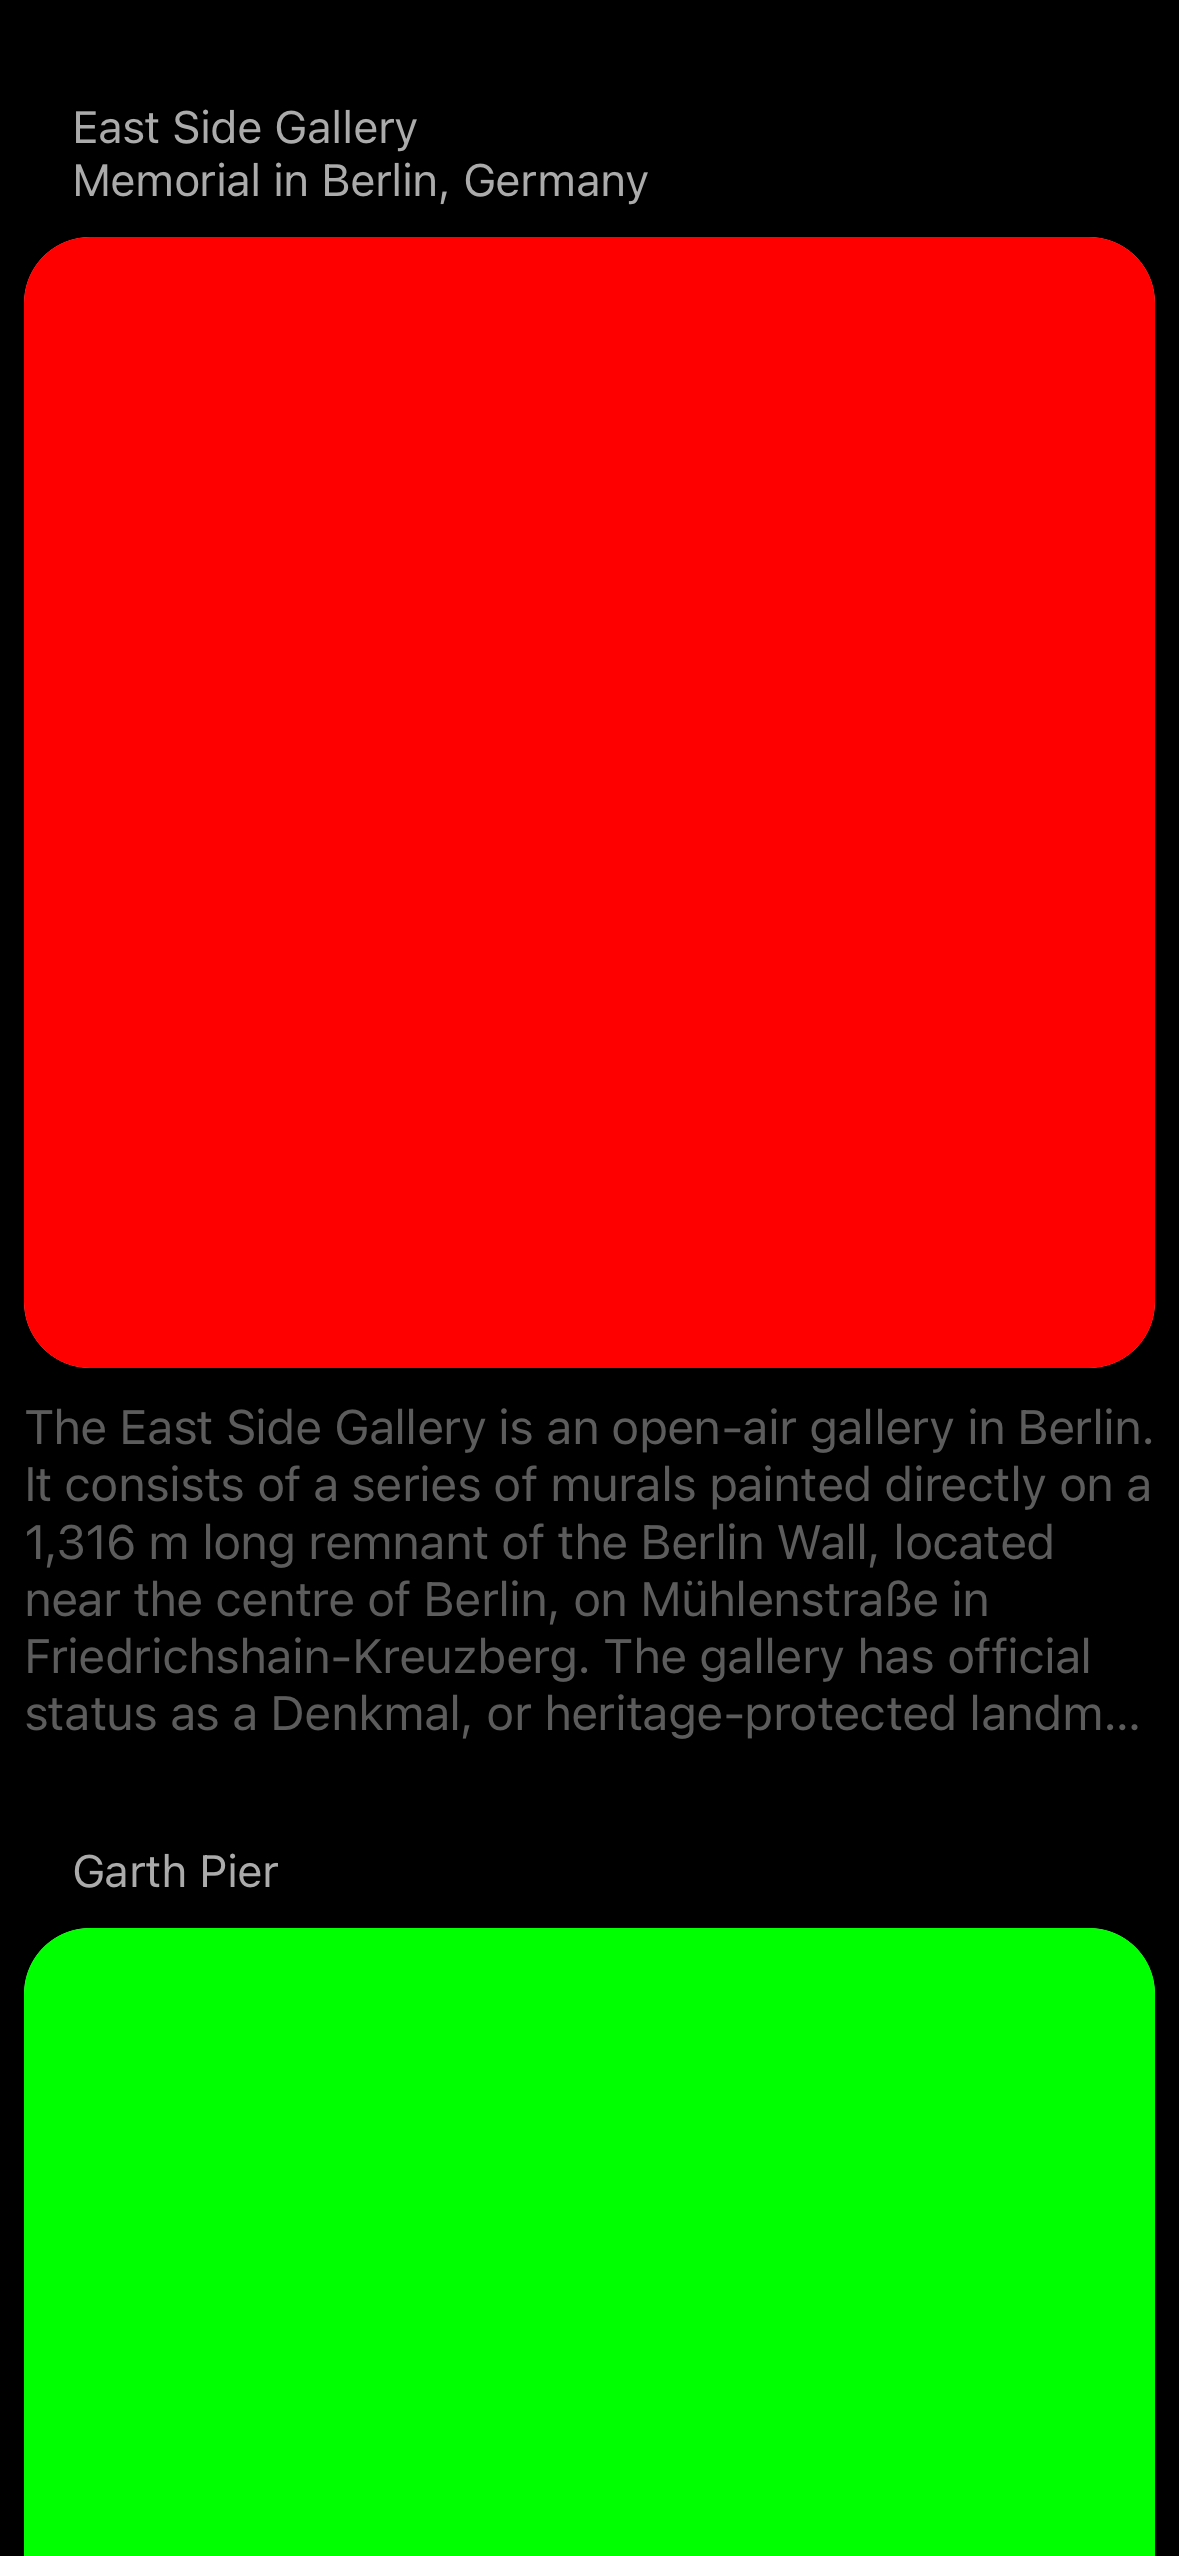 East Side Gallery
Memorial in Berlin, Germany
The East Side Gallery is an open-air gallery in Berlin.
It consists of a series of murals painted directly on a
1,316 m long remnant of the Berlin Wall, located
near the centre of Berlin, on Mühlenstraße in
Friedrichshain-Kreuzberg. The gallery has official
status as a Denkmal, or heritage-protected landm...
Garth Pier